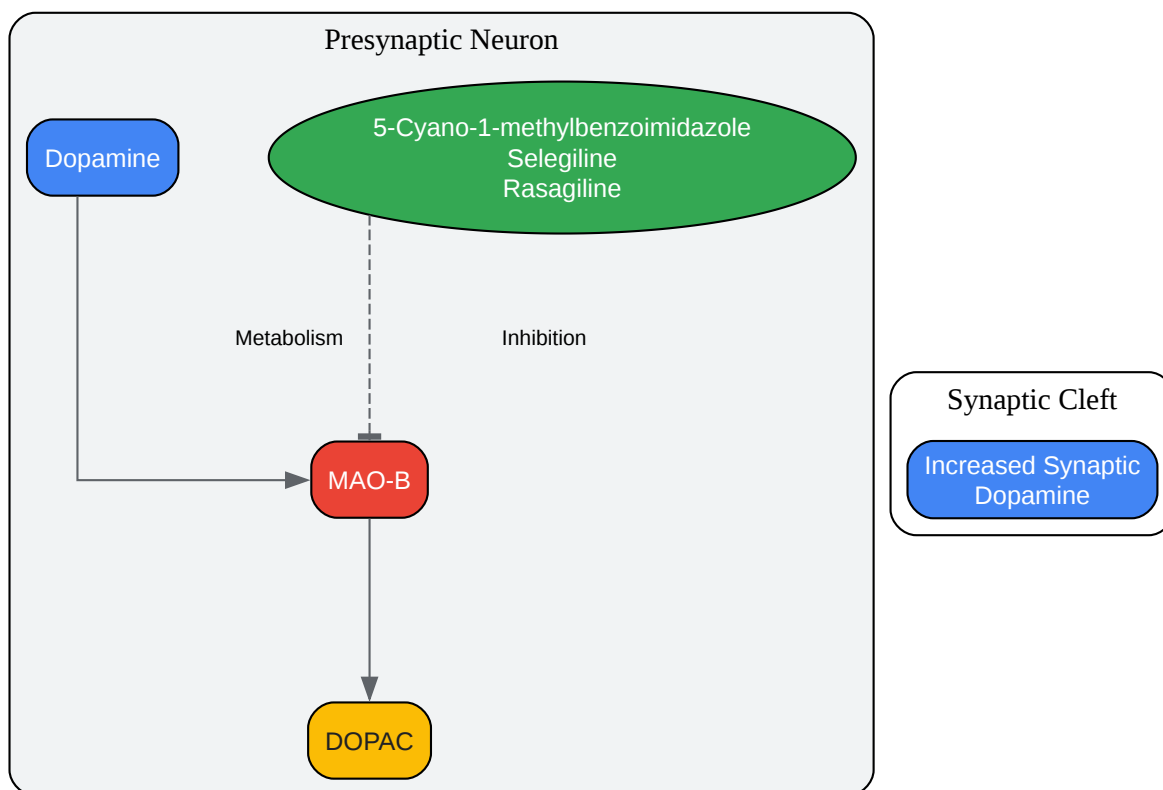 Presynaptic Neuron
5-Cyano-1-methylbenzoimidazole
Selegiline
Rasagiline
Dopamine
Metabolism
Inhibition
MAO-B
DOPAC
Synaptic Cleft
Increased Synaptic
Dopamine